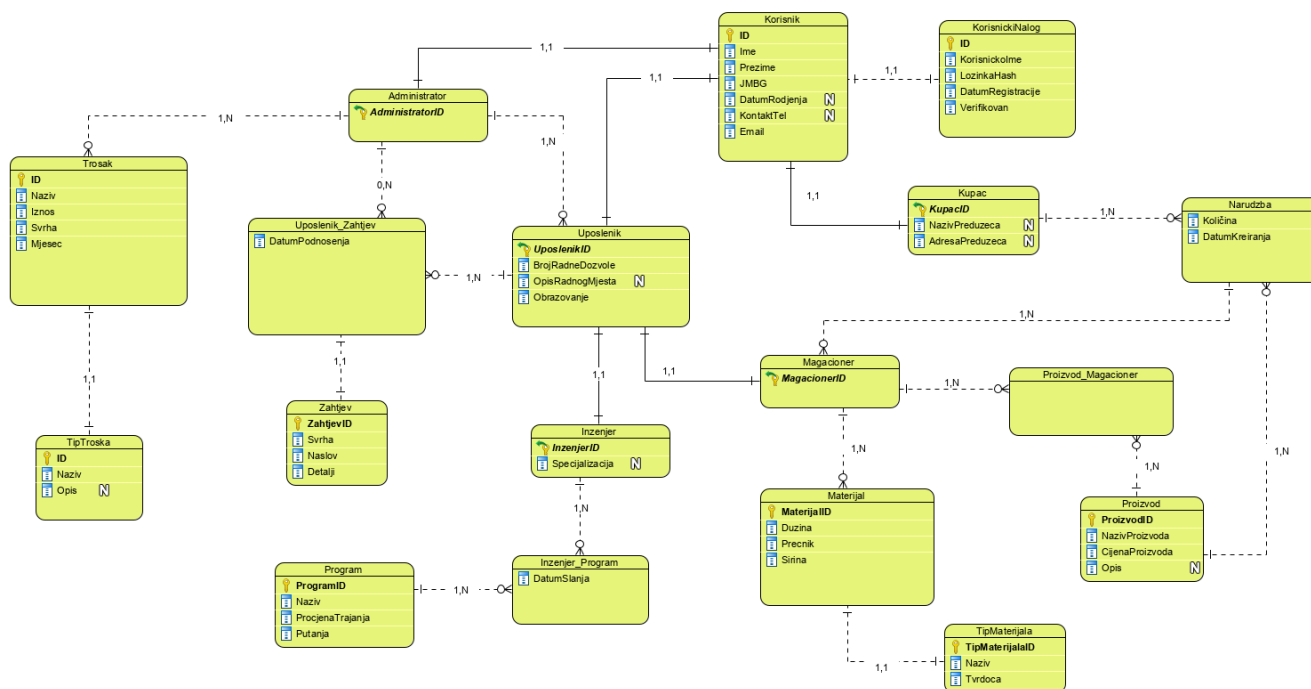 Korisnik
ID
Ime
Prezime
JMBG
DatumRodjenja N
KontaktTel N
Email
KorisnickiNalog
ID
KorisnickoIme
LozinkaHash
DatumRegistracije
Verifikovan
1,1
1,1
1,1
Administrator
AdministratorID
1,N
1,N
0,N
1,1
Trosak
ID
Naziv
Iznos
Svrha
Mjesec
Uposlenik_Zahtjev
DatumPodnosenja
1,N
Uposlenik
UposlenikID
BrojRadneDozvole
OpisRadnogMjesta N
Obrazovanje
Kupac
KupacID
NazivPreduzeca N
AdresaPreduzeca N
1,N
Narudzba
Količina
DatumKreiranja
1,N
1,1
1,1
1,1
1,1
Magacioner
MagacionerID
1,N
Proizvod_Magacioner
Zahtjev
ZahtjevID
Svrha
Naslov
Detalji
TipTroska
ID
Naziv
Opis N
Inzenjer
InzenjerID
Specijalizacija N
1,N
1,N
1,N
1,N
Materijal
MaterijalID
Duzina
Precnik
Sirina
Proizvod
ProizvodID
NazivProizvoda
CijenaProizvoda
Opis N
Program
ProgramID
Naziv
ProcjenaTrajanja
Putanja
1,N
Inzenjer_Program
DatumSlanja
1,1
TipMaterijala
TipMaterijalaID
Naziv
Tvrdoca